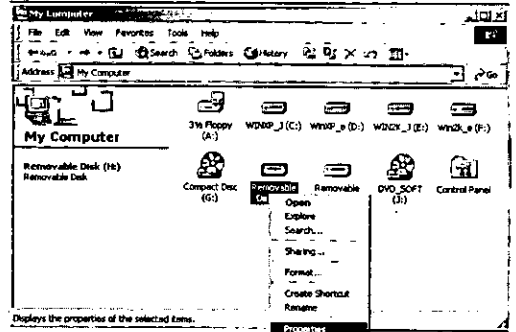 My Computer
File Edit View Favorites Tools Help
Search Folders History
Address My Computer Go
My Computer
Removable Disk (H:)
Removable Disk
3½ Floppy (A:)
WINXP_J (C:)
WinXP_e (D:)
WIN2K_J (E:)
Win2k_e (F:)
Compact Disc (G:)
Removable
Removable
DVD_SOFT (J:)
Control Panel
Open
Explore
Search...
Sharing...
Format...
Create Shortcut
Rename
Properties
Displays the properties of the selected items.